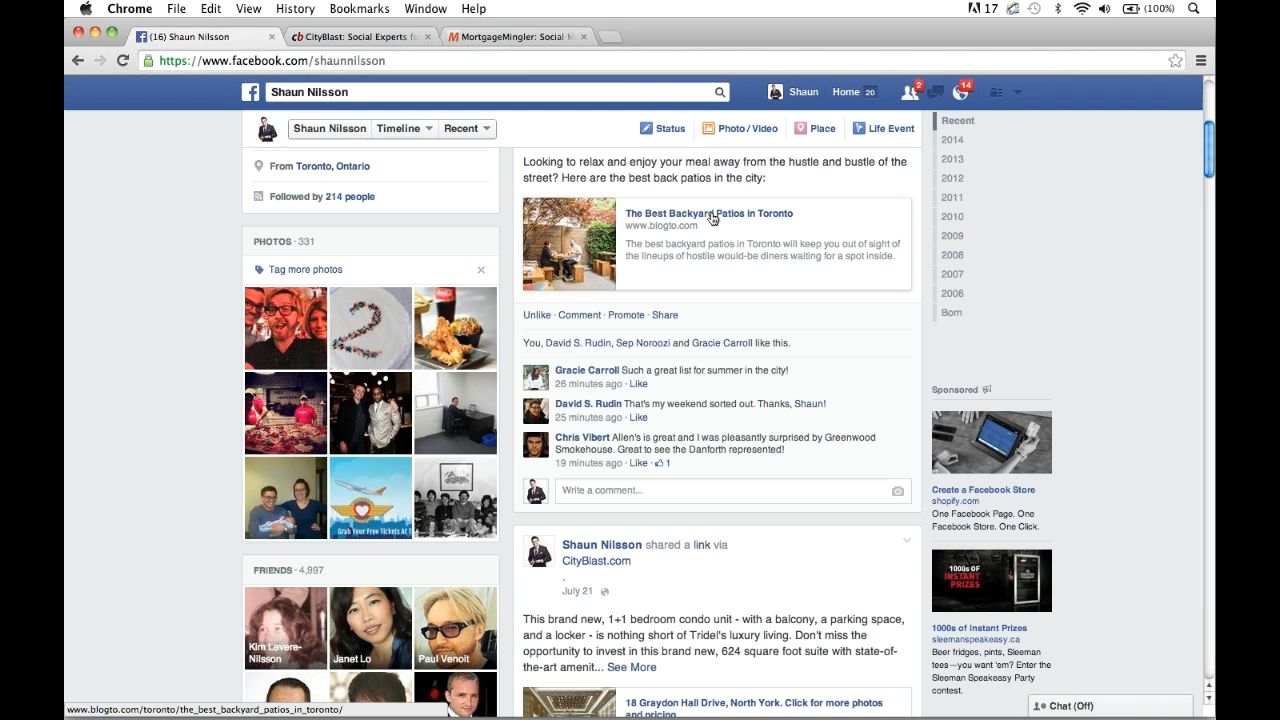 Chrome File Edit View History Bookmarks Window Help 17 (100%)
(16) Shaun Nilsson CityBlast: Social Experts fo MortgageMingler: Social M
https://www.facebook.com/shaunnilsson
Shaun Nilsson Shaun Home 20 2 14
Shaun Nilsson Timeline Recent Status Photo / Video Place Life Event
From Toronto, Ontario
Followed by 214 people
PHOTOS · 331
Tag more photos
Grab Your Free Tickets At
FRIENDS · 4,997
Kim Levere-
Nilsson
Janet Lo
Paul Venoit
Looking to relax and enjoy your meal away from the hustle and bustle of the
street? Here are the best back patios in the city:
The Best Backyard Patios in Toronto
www.blogto.com
The best backyard patios in Toronto will keep you out of sight of
the lineups of hostile would-be diners waiting for a spot inside.
Unlike · Comment · Promote · Share
You, David S. Rudin, Sep Noroozi and Gracie Carroll like this.
Gracie Carroll Such a great list for summer in the city!
26 minutes ago · Like
David S. Rudin That's my weekend sorted out. Thanks, Shaun!
25 minutes ago · Like
Chris Vibert Allen's is great and I was pleasantly surprised by Greenwood
Smokehouse. Great to see the Danforth represented!
19 minutes ago · Like · 1
Write a comment...
Shaun Nilsson shared a link via
CityBlast.com
.
July 21
This brand new, 1+1 bedroom condo unit - with a balcony, a parking space,
and a locker - is nothing short of Tridel's luxury living. Don't miss the
opportunity to invest in this brand new, 624 square foot suite with state-of-
the-art amenit... See More
18 Graydon Hall Drive, North York. Click for more photos
and pricing
Recent
2014
2013
2012
2011
2010
2009
2008
2007
2006
Born
Sponsored
Create a Facebook Store
shopify.com
One Facebook Page. One
Facebook Store. One Click.
1000s OF
INSTANT
PRIZES
1000s of Instant Prizes
sleemanspeakeasy.ca
Beer fridges, pints, Sleeman
tees—you want 'em? Enter the
Sleeman Speakeasy Party
contest.
Chat (Off)
www.blogto.com/toronto/the_best_backyard_patios_in_toronto/